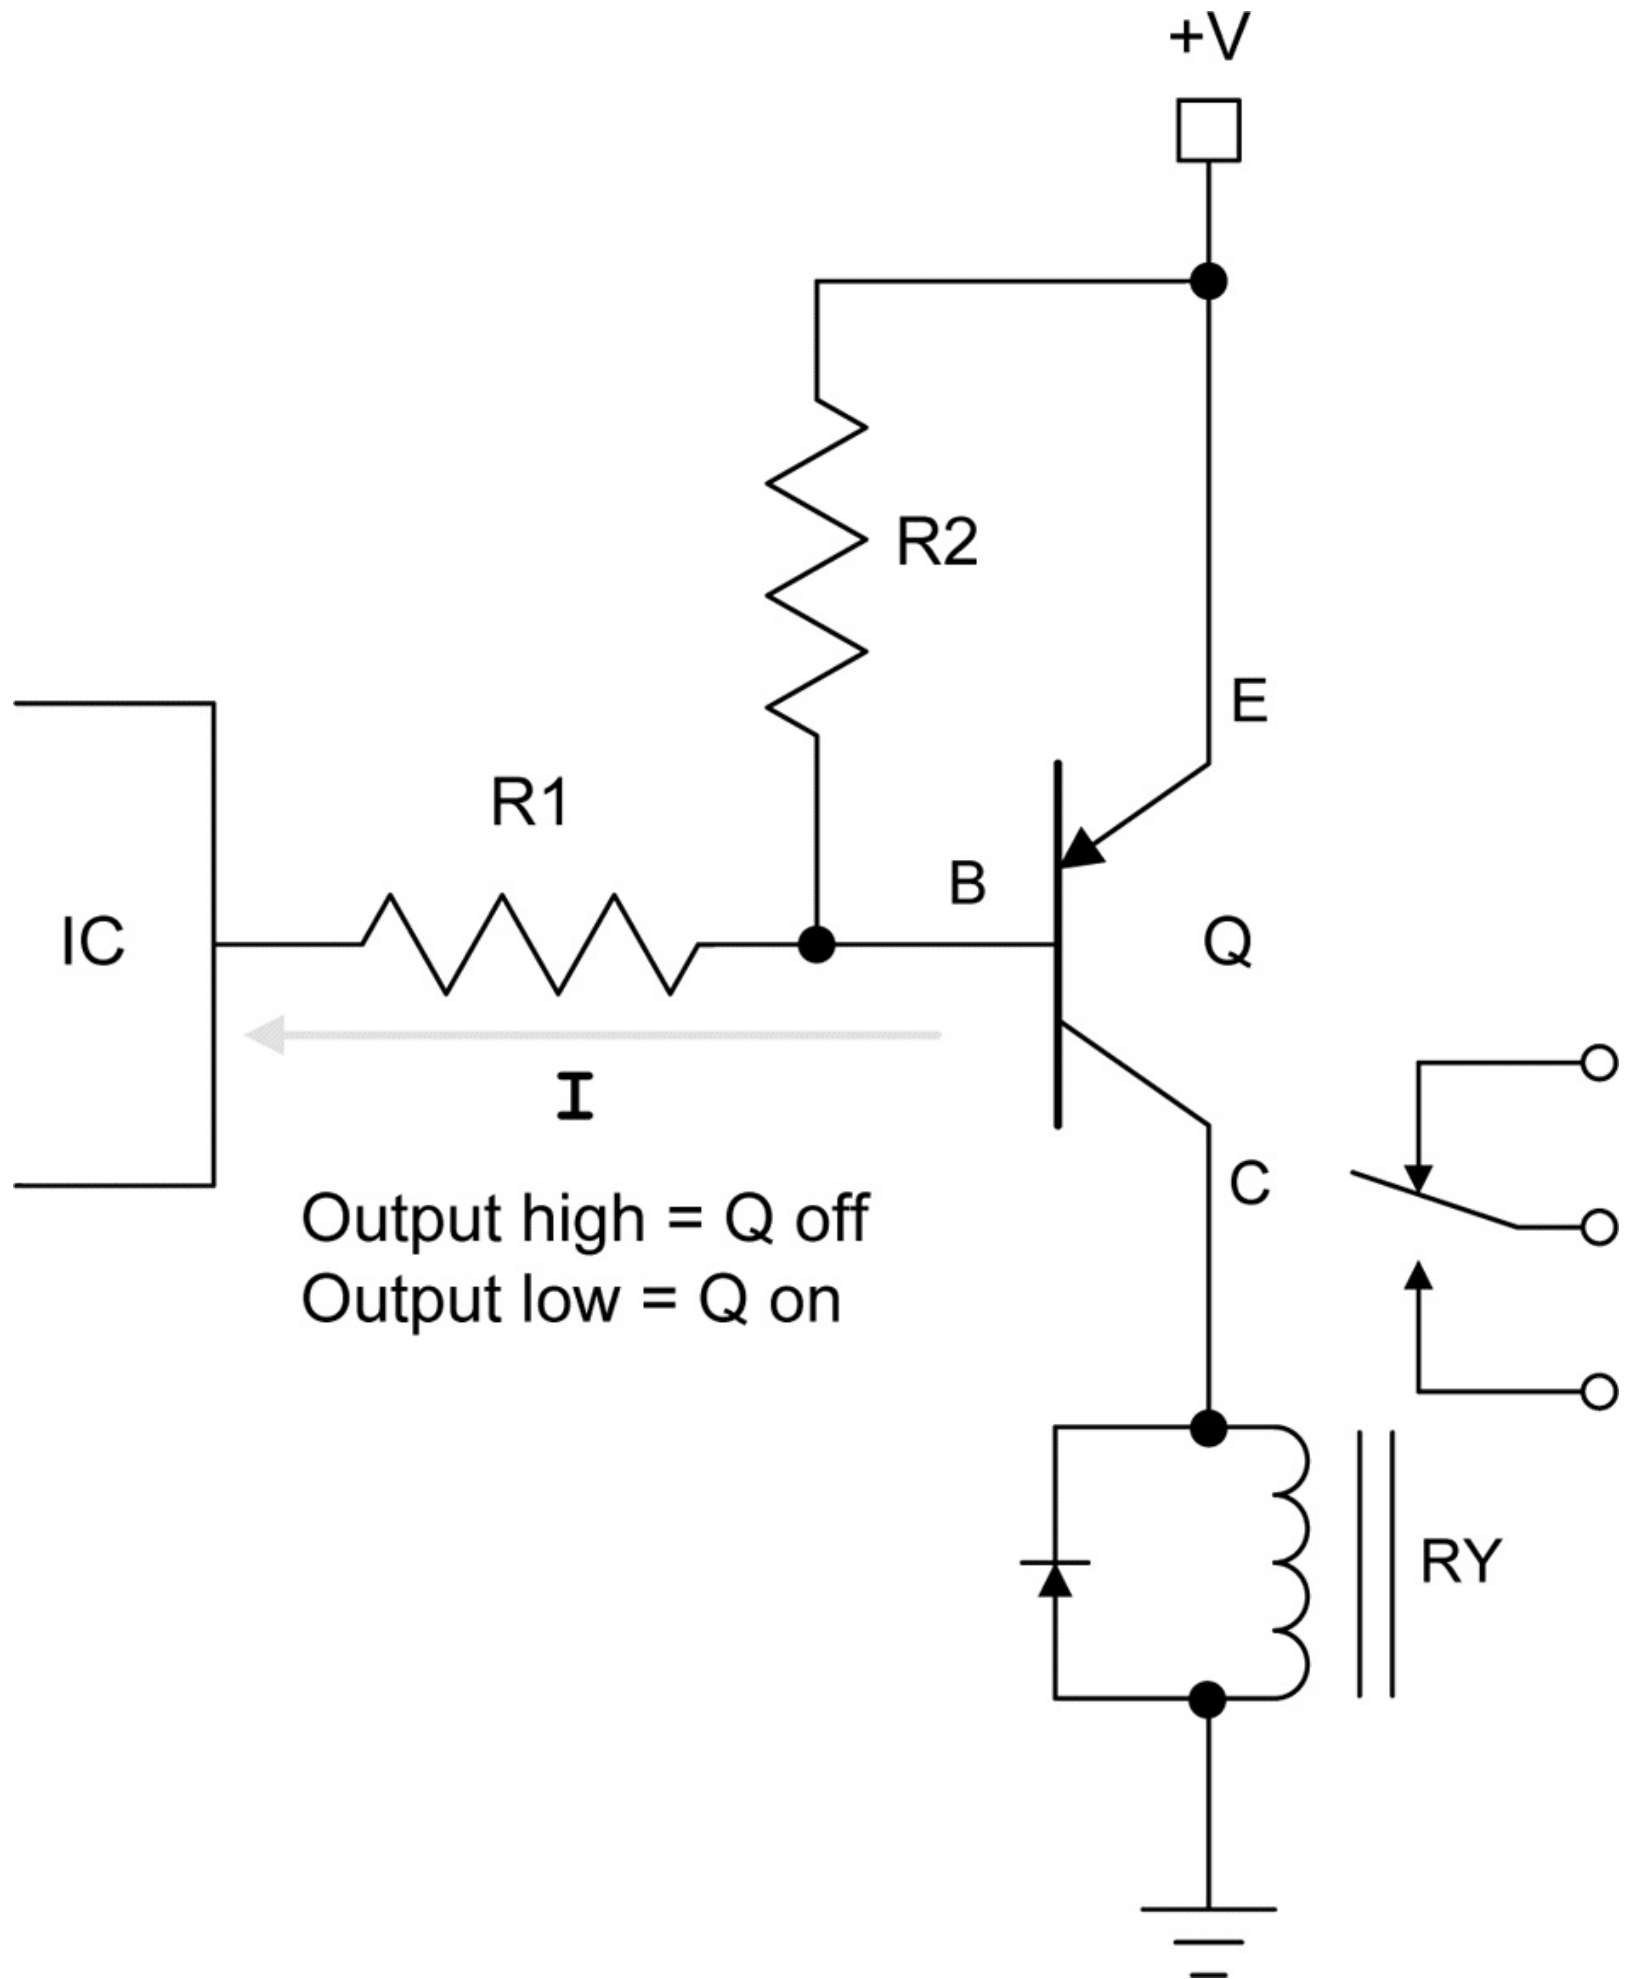 +V
R2
E
R1
B
IC
Q
I
C
Output high = Q off
Output low = Q on
RY